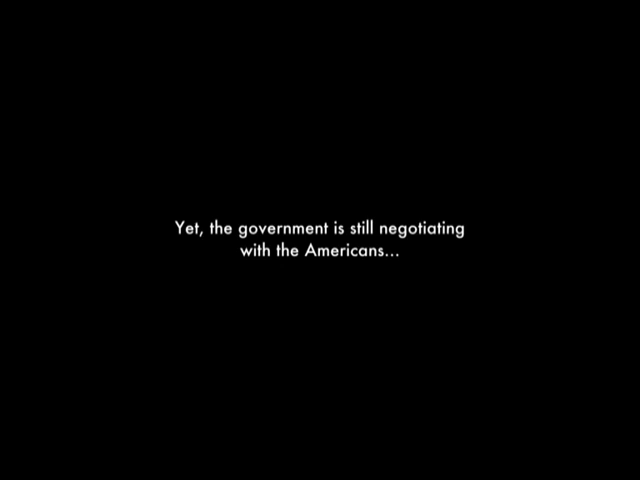 Yet, the government is still negotiating
with the Americans...